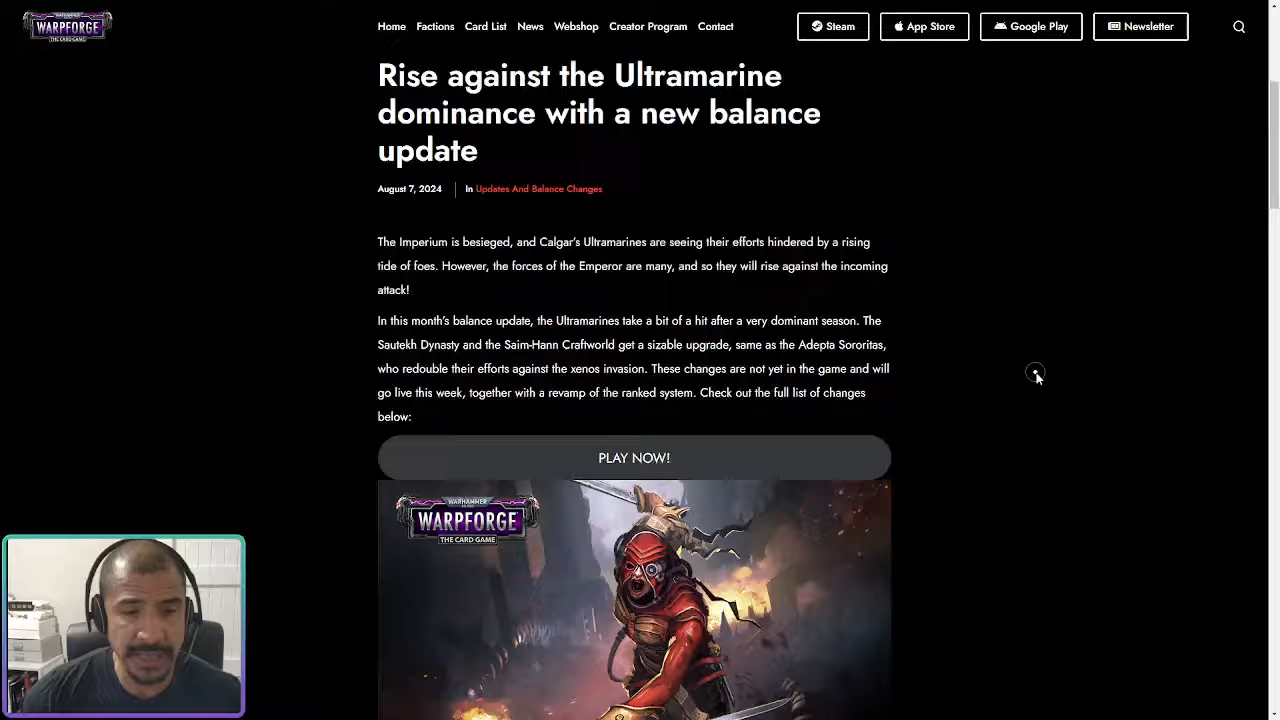 WARHAMMER
WARPFORGE
THE CARD GAME
Home Factions Card List News Webshop Creator Program Contact
Steam App Store Google Play Newsletter
Rise against the Ultramarine
dominance with a new balance
update
August 7, 2024 In Updates And Balance Changes
The Imperium is besieged, and Calgar’s Ultramarines are seeing their efforts hindered by a rising
tide of foes. However, the forces of the Emperor are many, and so they will rise against the incoming
attack!
In this month’s balance update, the Ultramarines take a bit of a hit after a very dominant season. The
Sautekh Dynasty and the Saim-Hann Craftworld get a sizable upgrade, same as the Adepta Sororitas,
who redouble their efforts against the xenos invasion. These changes are not yet in the game and will
go live this week, together with a revamp of the ranked system. Check out the full list of changes
below:
PLAY NOW!
WARHAMMER
WARPFORGE
THE CARD GAME